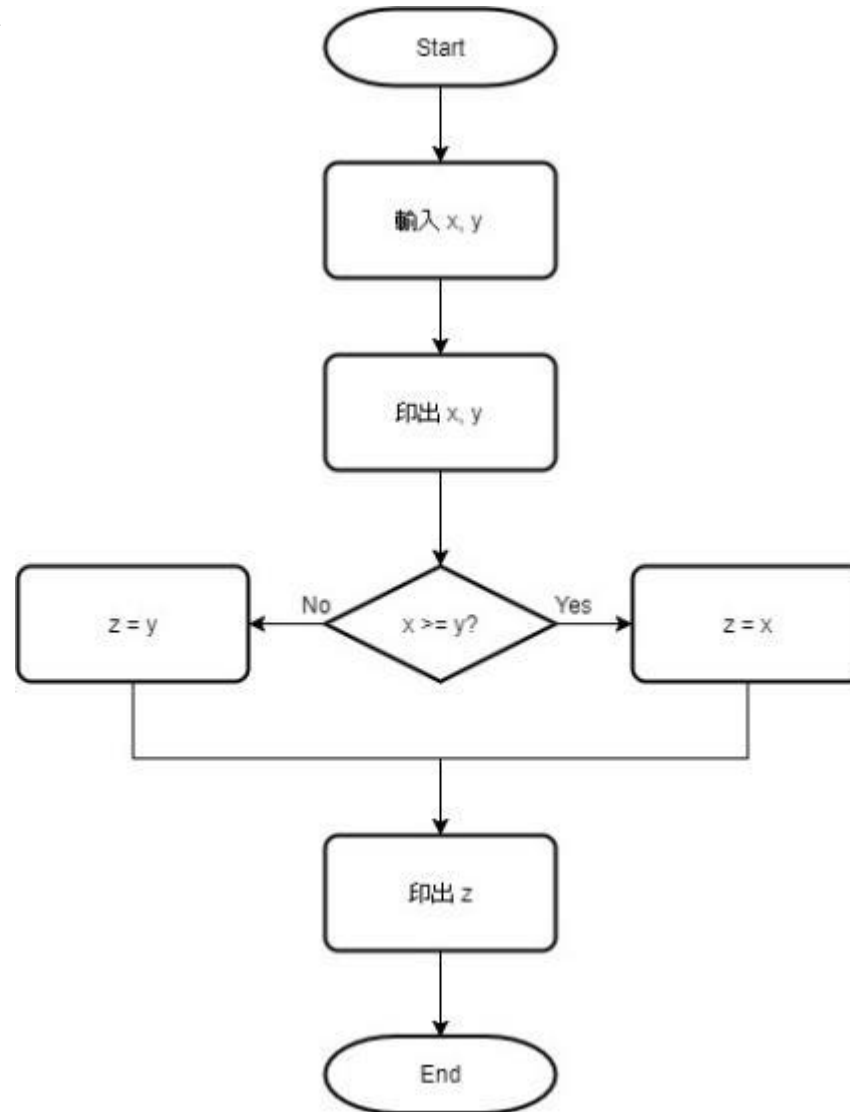 Start
輸入 x, y
印出 x, y
No
x >= y?
Yes
z = y
z = x
印出 z
End